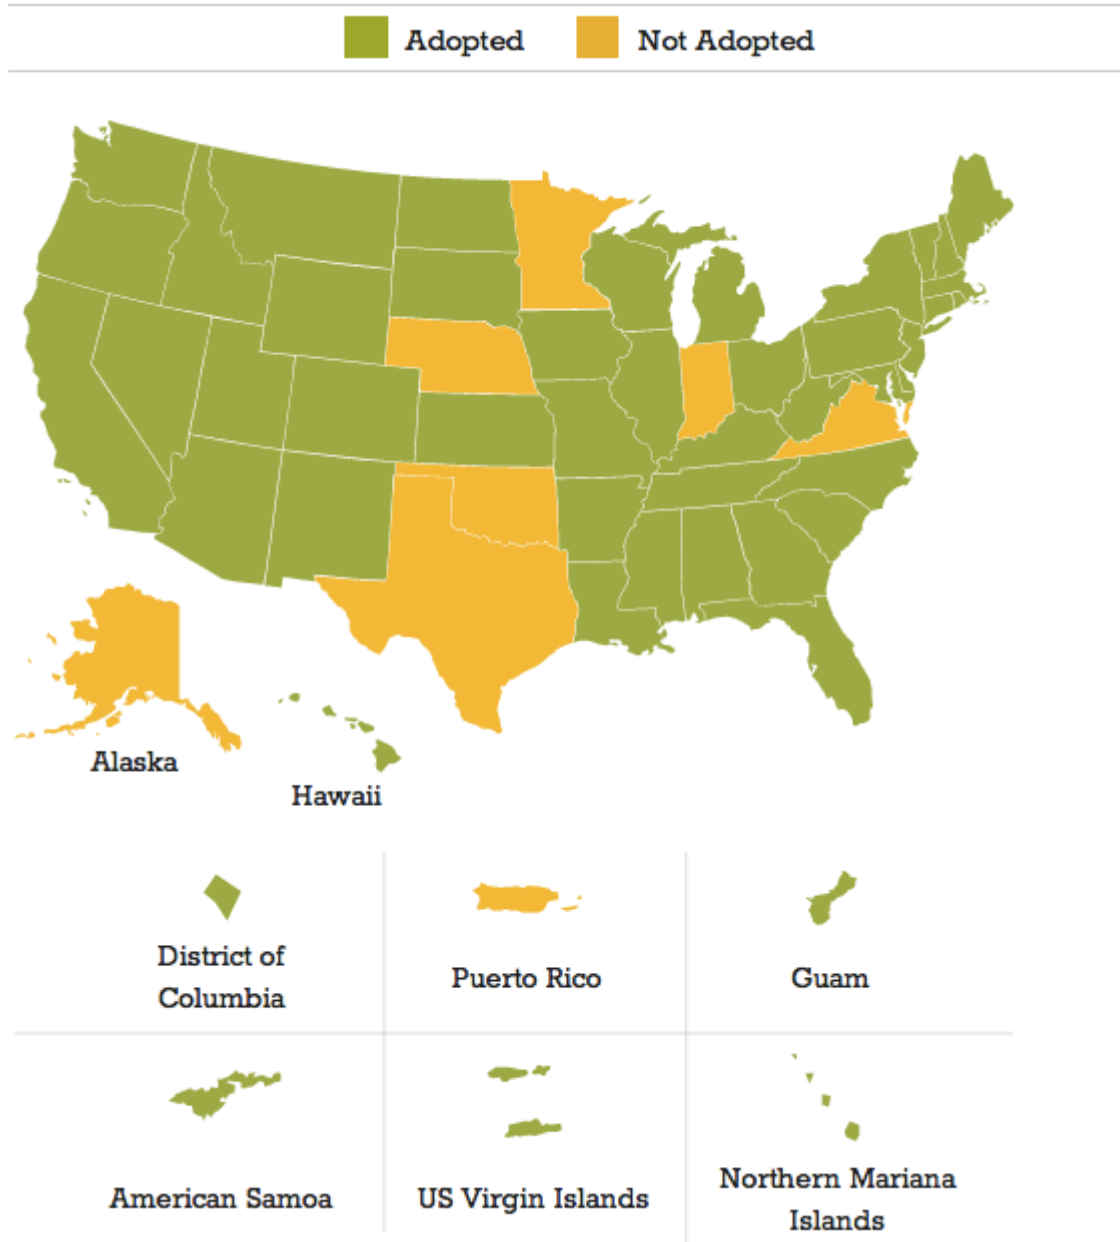 Adopted
Not Adopted
Alaska
Hawaii
District of
Columbia
Puerto Rico
Guam
American Samoa
US Virgin Islands
Northern Mariana
Islands